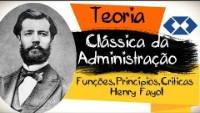 Teoria
Clássica da
Administração
Funções, Princípios, Críticas
Henry Fayol